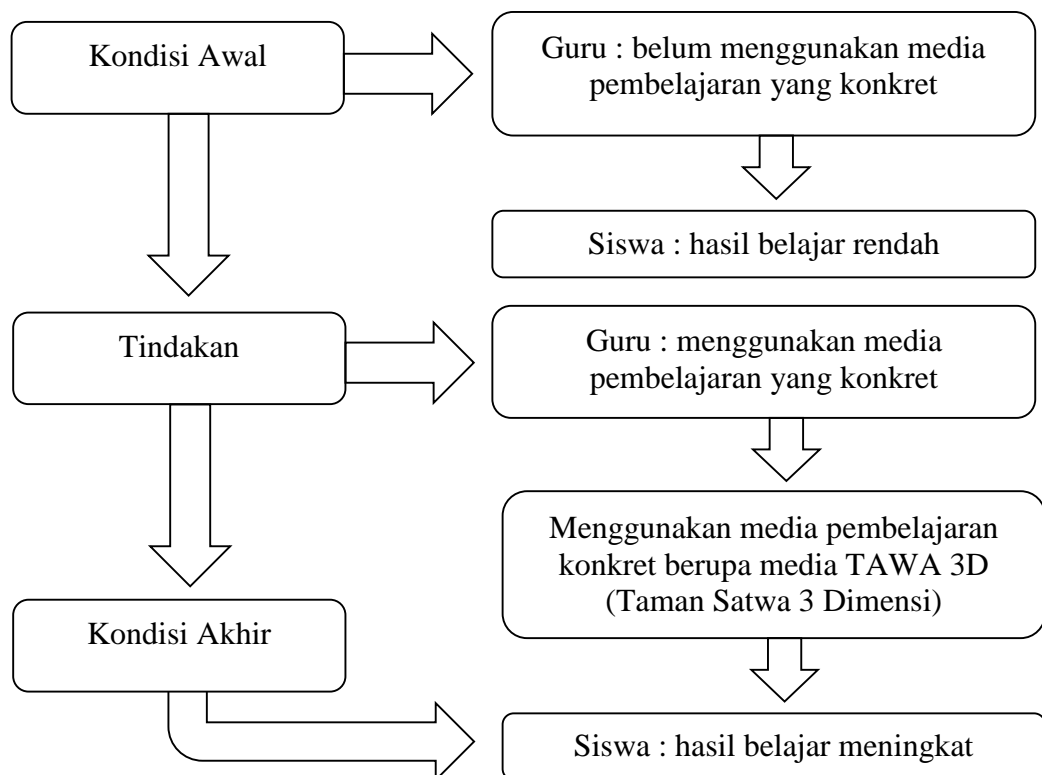 Kondisi Awal
Guru : belum menggunakan media
pembelajaran yang konkret
Siswa : hasil belajar rendah
Tindakan
Guru : menggunakan media
pembelajaran yang konkret
Menggunakan media pembelajaran
konkret berupa media TAWA 3D
(Taman Satwa 3 Dimensi)
Kondisi Akhir
Siswa : hasil belajar meningkat